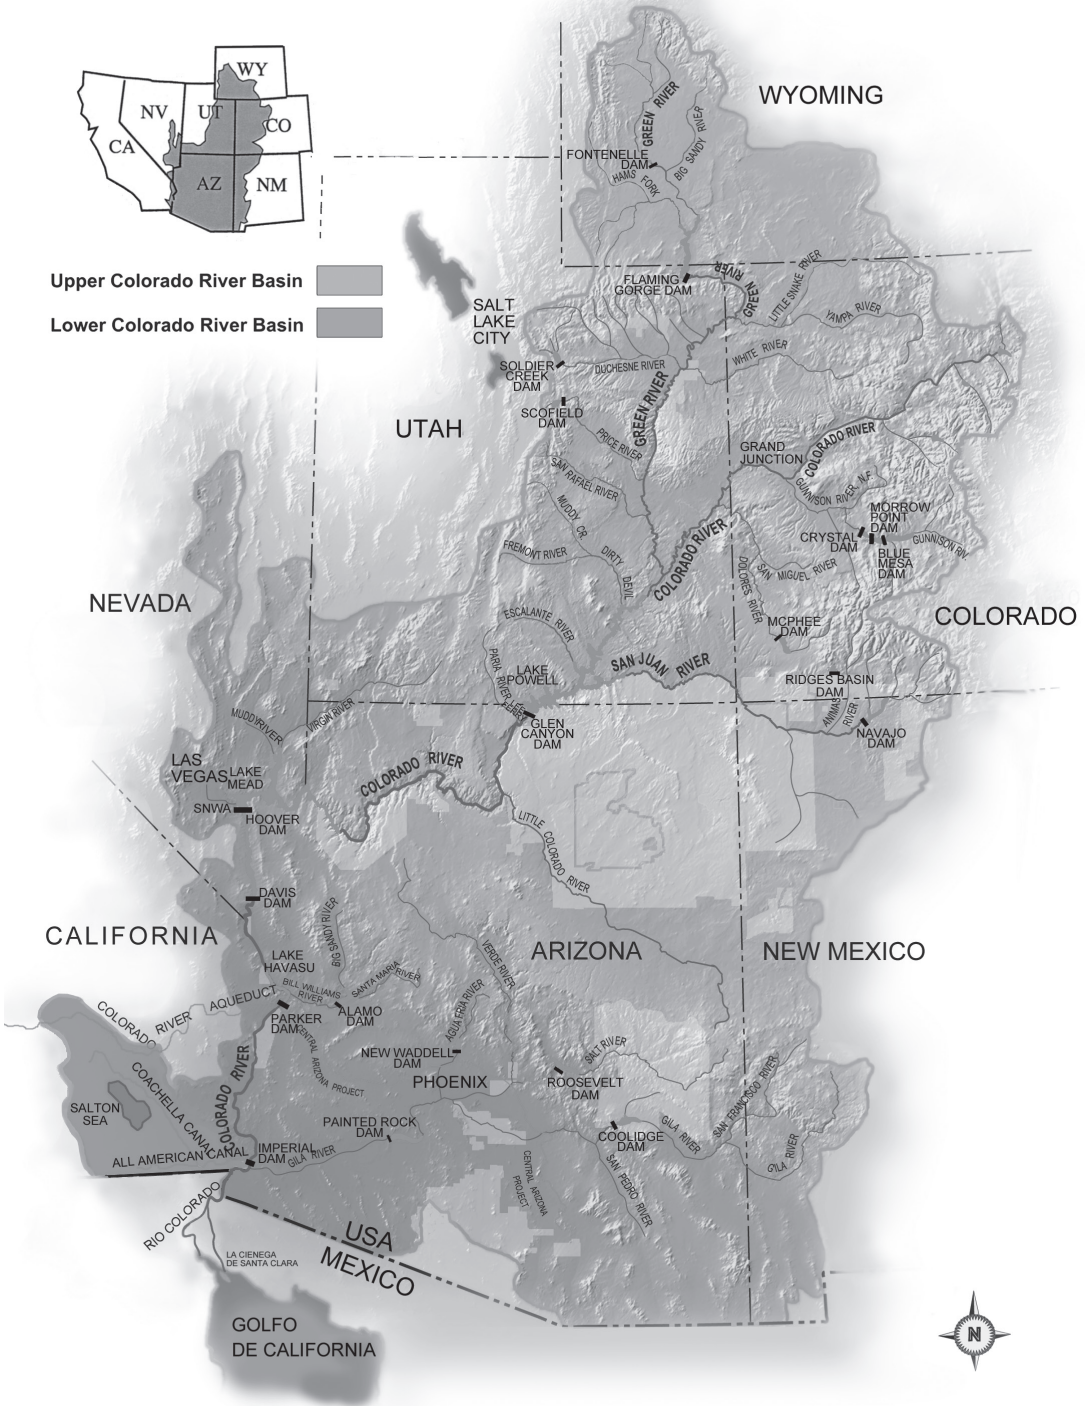 WY
NV
UT
CO
CA
AZ
NM
Upper Colorado River Basin
Lower Colorado River Basin
WYOMING
GREEN RIVER
BIG SANDY RIVER
FONTENELLE
DAM
HAMS FORK
FLAMING
GORGE DAM
GREEN RIVER
LITTLE SNAKE RIVER
YAMPA RIVER
WHITE RIVER
SALT
LAKE
CITY
SOLDIER
CREEK
DAM
DUCHESNE RIVER
SCOFIELD
DAM
GREEN RIVER
PRICE RIVER
UTAH
SAN RAFAEL RIVER
MUDDY CR.
FREMONT RIVER
DIRTY DEVIL
GRAND
JUNCTION
COLORADO RIVER
GUNNISON RIVER, N.F.
MORROW
POINT
DAM
CRYSTAL
DAM
BLUE
MESA
DAM
GUNNISON RIV.
COLORADO RIVER
SAN MIGUEL RIVER
DOLORES RIVER
NEVADA
COLORADO
ESCALANTE RIVER
MCPHEE
DAM
PARIA RIVER
LAKE
POWELL
SAN JUAN RIVER
RIDGES BASIN
DAM
LEE
FERRY
GLEN
CANYON
DAM
ANIMAS RIVER
NAVAJO
DAM
MUDDY RIVER
VIRGIN RIVER
LAS
VEGAS
LAKE
MEAD
COLORADO RIVER
SNWA
HOOVER
DAM
LITTLE COLORADO RIVER
DAVIS
DAM
CALIFORNIA
BIG SANDY RIVER
ARIZONA
NEW MEXICO
VERDE RIVER
LAKE
HAVASU
BILL WILLIAMS
RIVER
SANTA MARIA RIVER
COLORADO RIVER AQUEDUCT
PARKER
DAM
ALAMO
DAM
AGUA FRIA RIVER
CENTRAL ARIZONA PROJECT
NEW WADDELL
DAM
PHOENIX
SALT RIVER
ROOSEVELT
DAM
COACHELLA CANAL
COLORADO RIVER
SALTON
SEA
PAINTED ROCK
DAM
COOLIDGE
DAM
GILA RIVER
SAN FRANCISCO RIVER
GILA RIVER
ALL AMERICAN CANAL
IMPERIAL
DAM
GILA RIVER
CENTRAL ARIZONA
PROJECT
SAN PEDRO RIVER
RIO COLORADO
USA
MEXICO
LA CIENEGA
DE SANTA CLARA
GOLFO
DE CALIFORNIA
N